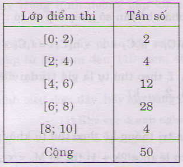 Lớp điểm thi Tần số
[0; 2) 2
[2; 4) 4
[4; 6) 12
[6; 8) 28
[8; 10] 4
Cộng 50